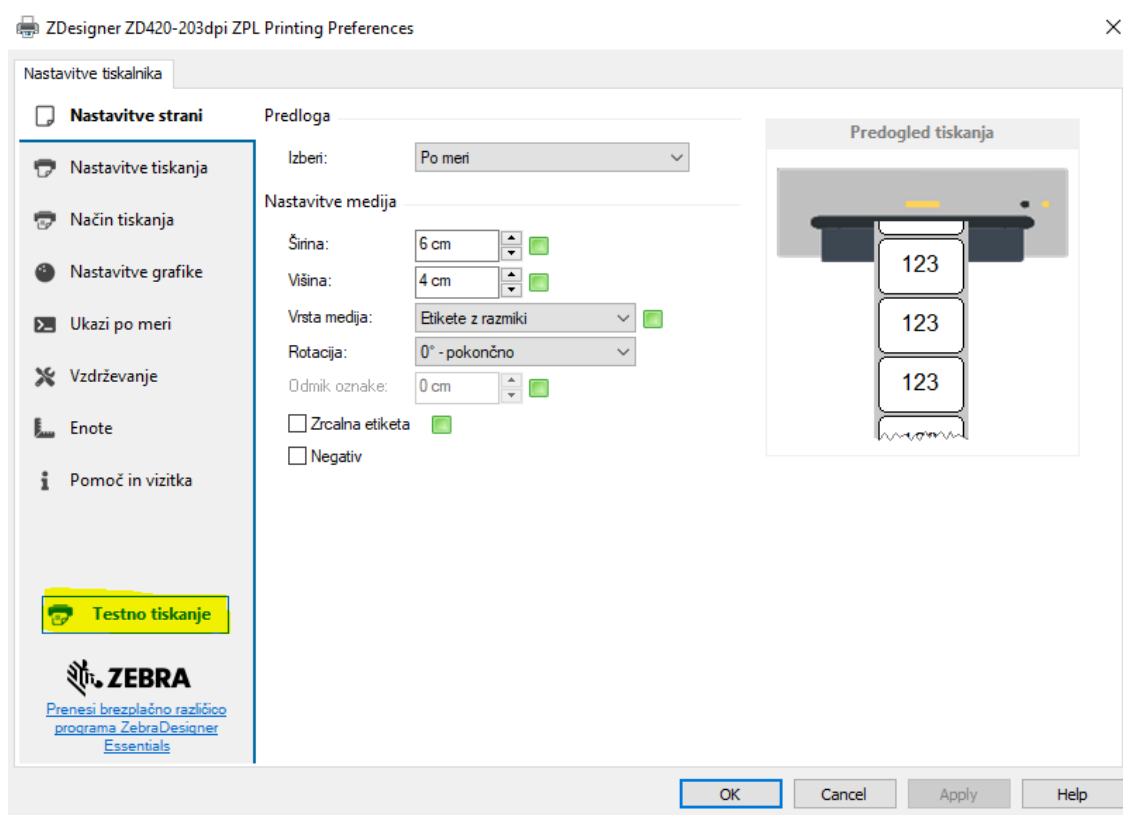 ZDesigner ZD420-203dpi ZPL Printing Preferences
Nastavitve tiskalnika
Nastavitve strani
Nastavitve tiskanja
Način tiskanja
Nastavitve grafike
Ukazi po meri
Vzdrževanje
Enote
Pomoč in vizitka
Testno tiskanje
ZEBRA
Prenesi brezplačno različico
programa ZebraDesigner
Essentials
Predloga
Izberi: Po meri
Nastavitve medija
Širina: 6 cm
Višina: 4 cm
Vrsta medija: Etikete z razmiki
Rotacija: 0° - pokončno
Odmik oznake: 0 cm
Zrcalna etiketa
Negativ
Predogled tiskanja
123
123
123
OK Cancel Apply Help